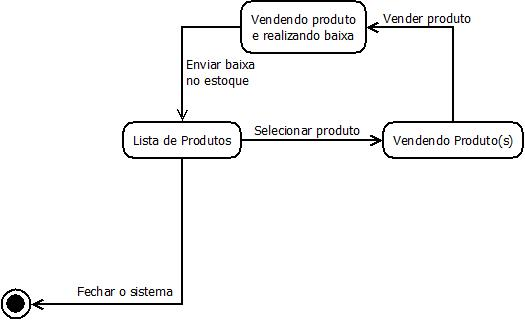 Vendendo produto
e realizando baixa
Vender produto
Enviar baixa
no estoque
Lista de Produtos
Selecionar produto
Vendendo Produto(s)
Fechar o sistema